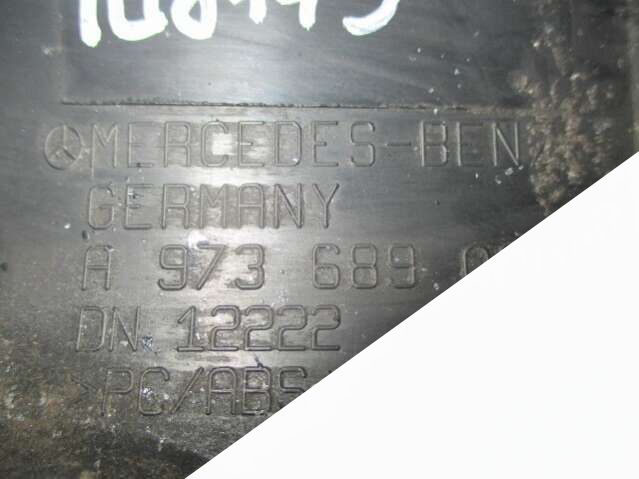 MERCEDES-BEN
GERMANY
A 973 689
DN 12222
>PC/ABS